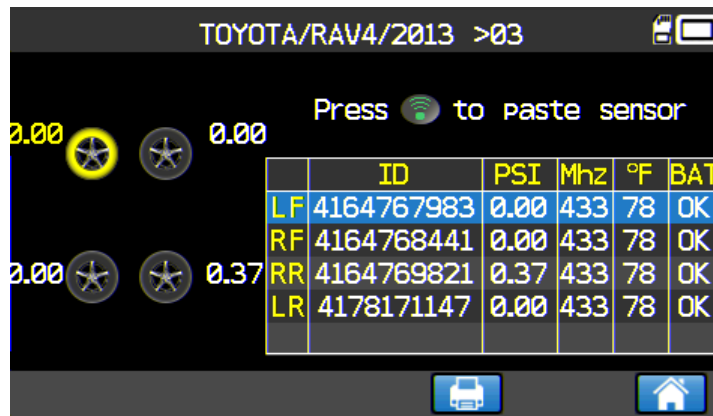 TOYOTA/RAV4/2013 >03
Press to paste sensor
0.00 0.00
ID PSI Mhz °F BAT
LF 4164767983 0.00 433 78 OK
RF 4164768441 0.00 433 78 OK
0.00 0.37
RR 4164769821 0.37 433 78 OK
LR 4178171147 0.00 433 78 OK